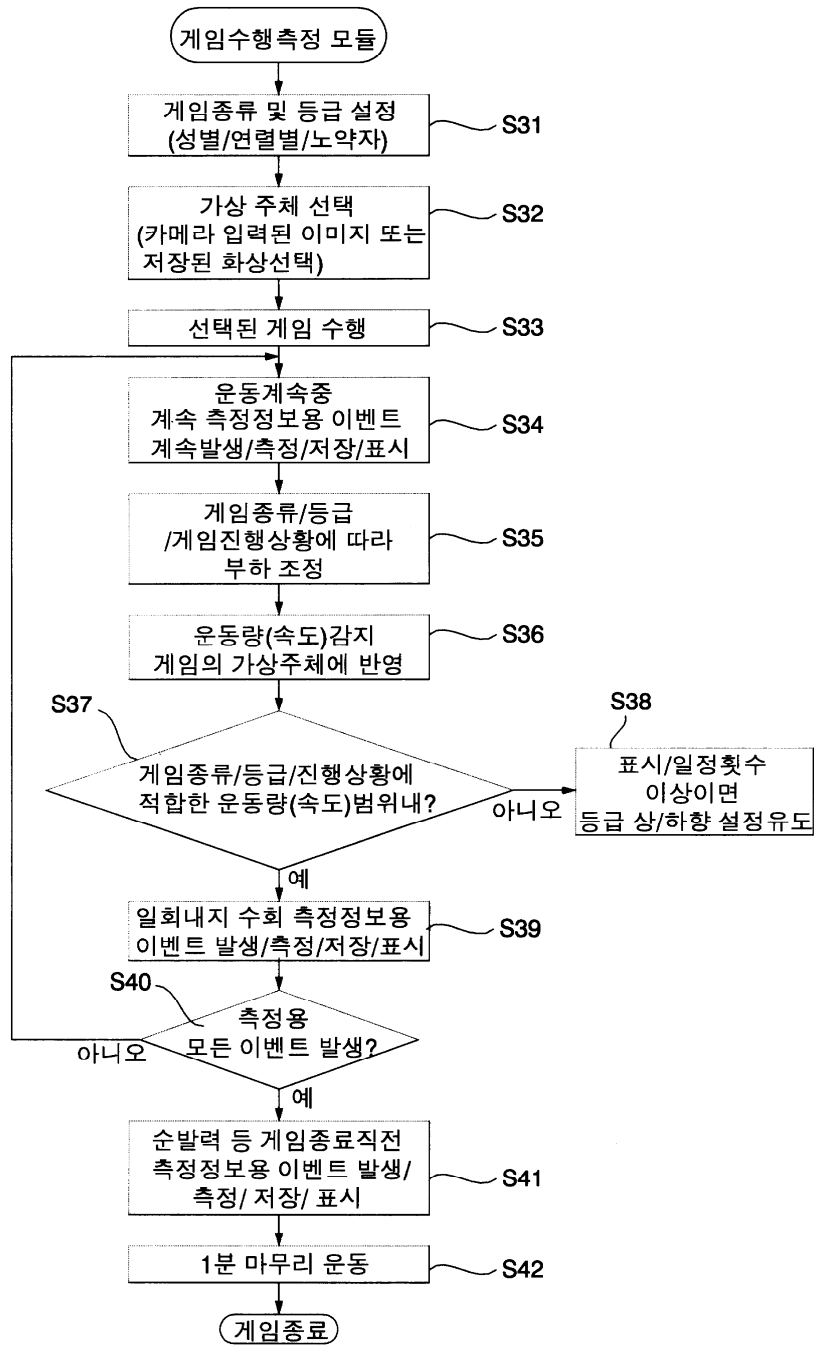 게임수행측정 모듈
게임종류 및 등급 설정
(성별/연렬별/노약자)
S31
가상 주체 선택
(카메라 입력된 이미지 또는
저장된 화상선택)
S32
선택된 게임 수행
S33
운동계속중
계속 측정정보용 이벤트
계속발생/측정/저장/표시
S34
게임종류/등급
/게임진행상황에 따라
부하 조정
S35
운동량(속도)감지
게임의 가상주체에 반영
S36
S37
게임종류/등급/진행상황에
적합한 운동량(속도)범위내?
아니오
S38
표시/일정횟수
이상이면
등급 상/하향 설정유도
예
일회내지 수회 측정정보용
이벤트 발생/측정/저장/표시
S39
S40
측정용
모든 이벤트 발생?
아니오
예
순발력 등 게임종료직전
측정정보용 이벤트 발생/
측정/ 저장/ 표시
S41
1분 마무리 운동
S42
게임종료